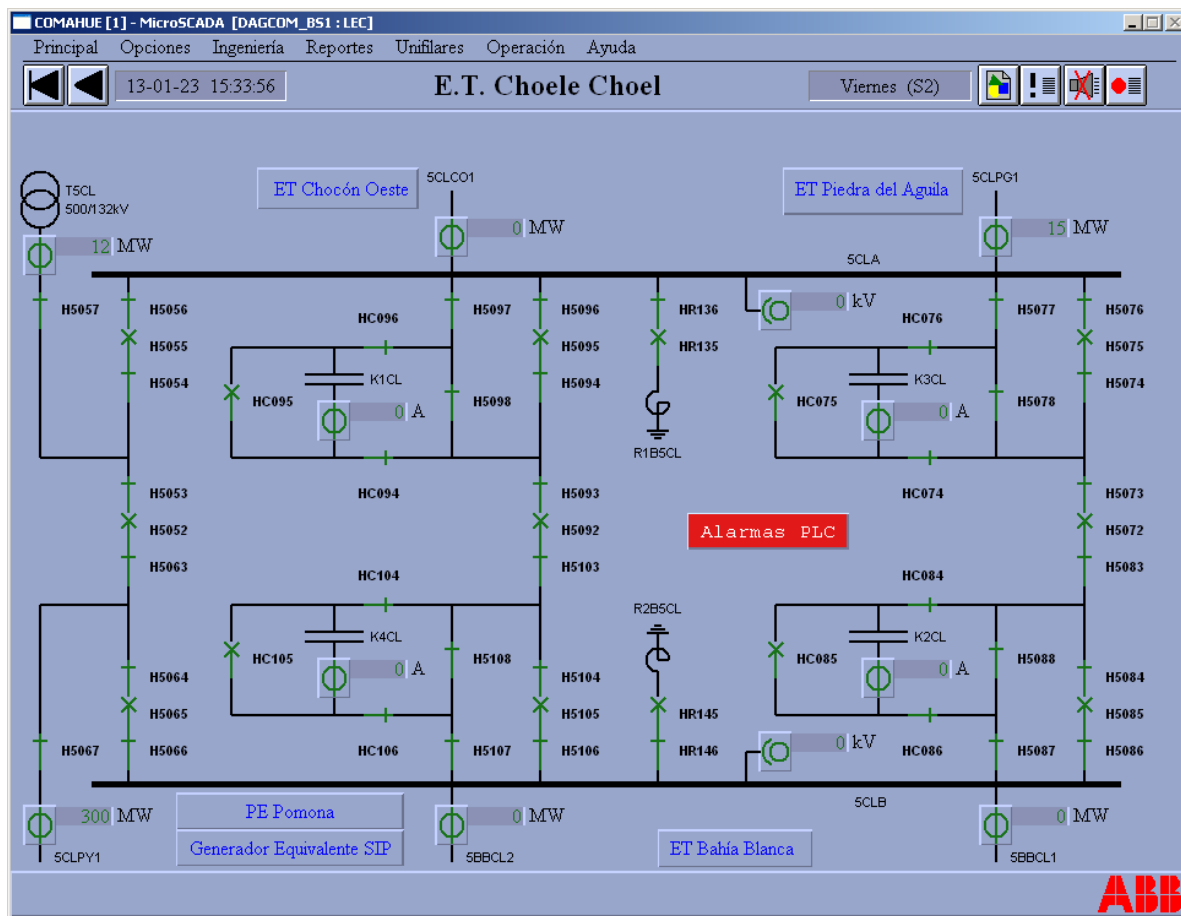 COMAHUE [1] - MicroSCADA [DAGCOM_BS1 : LEC]
Principal Opciones Ingeniería Reportes Unifilares Operación Ayuda
13-01-23 15:33:56 E.T. Choele Choel Viernes (S2)
ET Chocón Oeste 5CLCO1 ET Piedra del Aguila 5CLPG1
T5CL
500/132kV
12 MW 0 MW 15 MW
5CLA
H5057 H5056 HC096 H5097 H5096 HR136 0 kV HC076 H5077 H5076
H5055 H5095 HR135 H5075
H5054 HC095 K1CL H5098 H5094 HC075 K3CL H5078 H5074
0 A 0 A
R1B5CL
H5053 HC094 H5093 HC074 H5073
H5052 H5092 Alarmas PLC H5072
H5063 HC104 H5103 HC084 H5083
R2B5CL
HC105 K4CL H5108 HC085 K2CL H5088
H5064 0 A H5104 0 A H5084
H5065 H5105 HR145 H5085
H5067 H5066 HC106 H5107 H5106 HR146 0 kV HC086 H5087 H5086
5CLB
300 MW PE Pomona 0 MW 0 MW
5CLPY1 Generador Equivalente SIP 5BBCL2 ET Bahía Blanca 5BBCL1
ABB